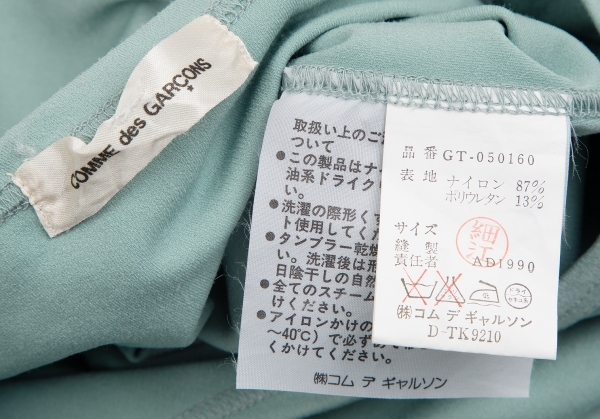 COMME des GARCONS
*
取扱い上のご
ついて
●この製品はナ
油系ドライク
い。
●洗濯の際形く
ト使用してく
●タンブラー乾燥
い。洗濯後は形
日陰干しの自然
●全てのスチーム
けください。
●アイロンかけの
～40℃)で必ず
くかけてください。
㈱コム デ ギャルソン
品番 GT-050160
表地 ナイロン 87%
ポリウレタン 13%
サイズ
縫製
責任者 AD1990
ドライ
㈱コム デ ギャルソン
D-TK9210